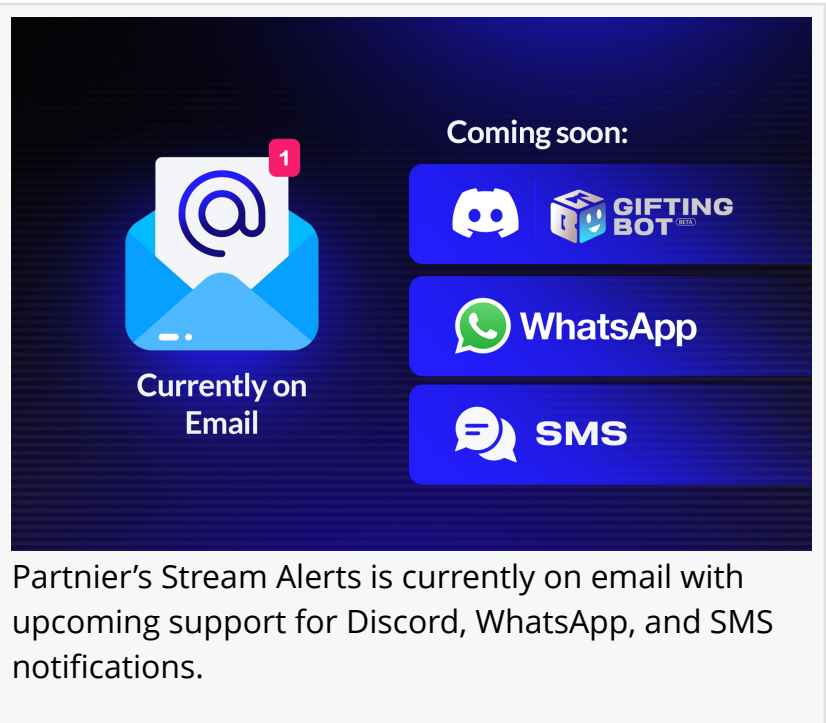 1
Currently on
Email
Coming soon:
GIFTING
BOT BETA
WhatsApp
SMS
Partnier’s Stream Alerts is currently on email with
upcoming support for Discord, WhatsApp, and SMS
notifications.